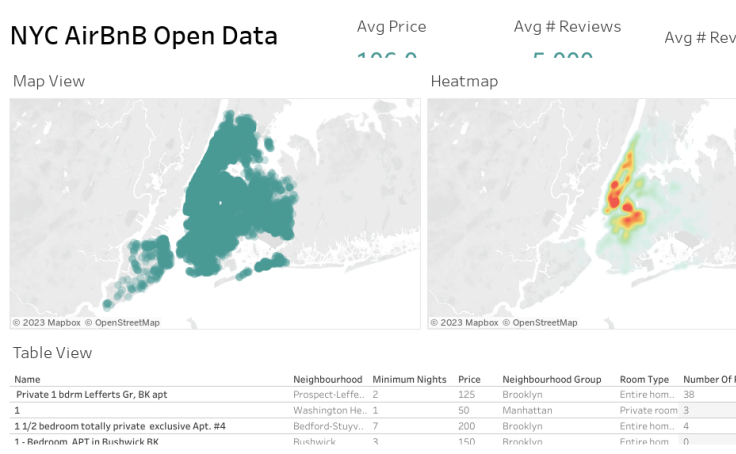 NYC AirBnB Open Data
Avg Price
Avg # Reviews
Avg # Rev
Map View
Heatmap
© 2023 Mapbox © OpenStreetMap
© 2023 Mapbox © OpenStreetMap
Table View
Name Neighbourhood Minimum Nights Price Neighbourhood Group Room Type Number Of
Private 1 bdrm Lefferts Gr, BK apt Prospect-Leffe.. 2 125 Brooklyn Entire hom.. 38
1 Washington He.. 1 50 Manhattan Private room 3
1 1/2 bedroom totally private exclusive Apt. #4 Bedford-Stuyv.. 7 200 Brooklyn Entire hom.. 4
1 - Bedroom APT in Bushwick BK Bushwick 3 150 Brooklyn Entire hom.. 0